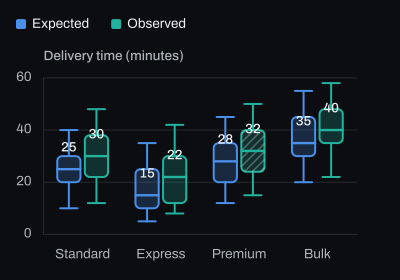 Expected Observed
Delivery time (minutes)
60
40
20
0
25 30 15 22 28 32 35 40
Standard Express Premium Bulk